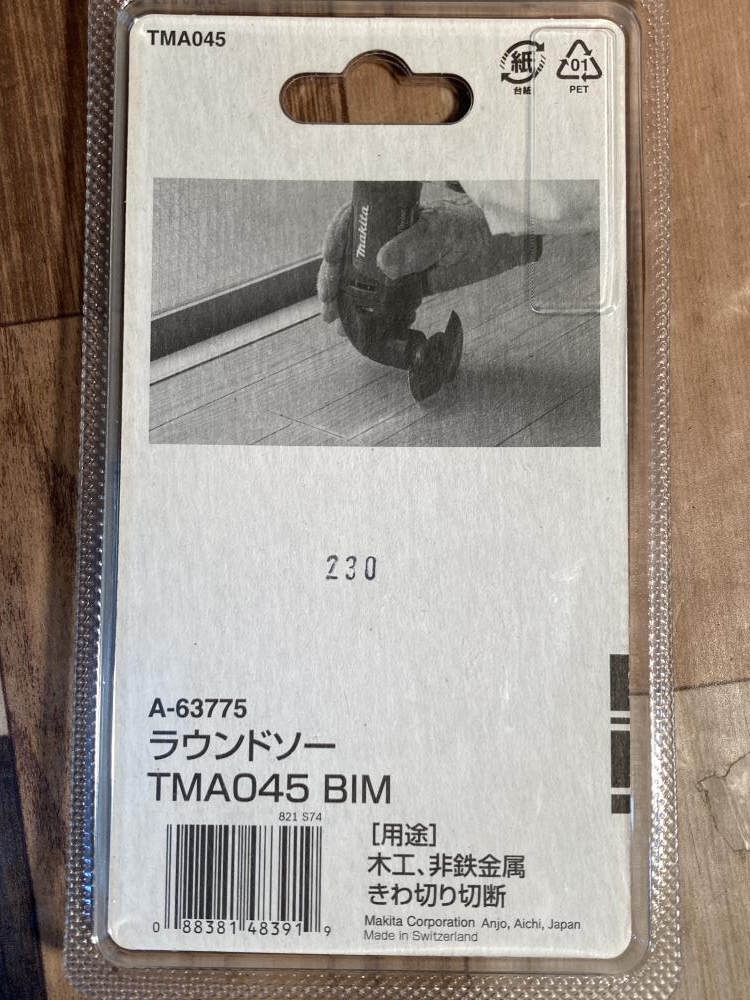 TMA045
紙
台紙
01
PET
makita
230
A-63775
ラウンドソー
TMA045 BIM
821 S74
[用途]
木工、非鉄金属
きわ切り切断
0 88381 48391 9
Makita Corporation Anjo, Aichi, Japan
Made in Switzerland